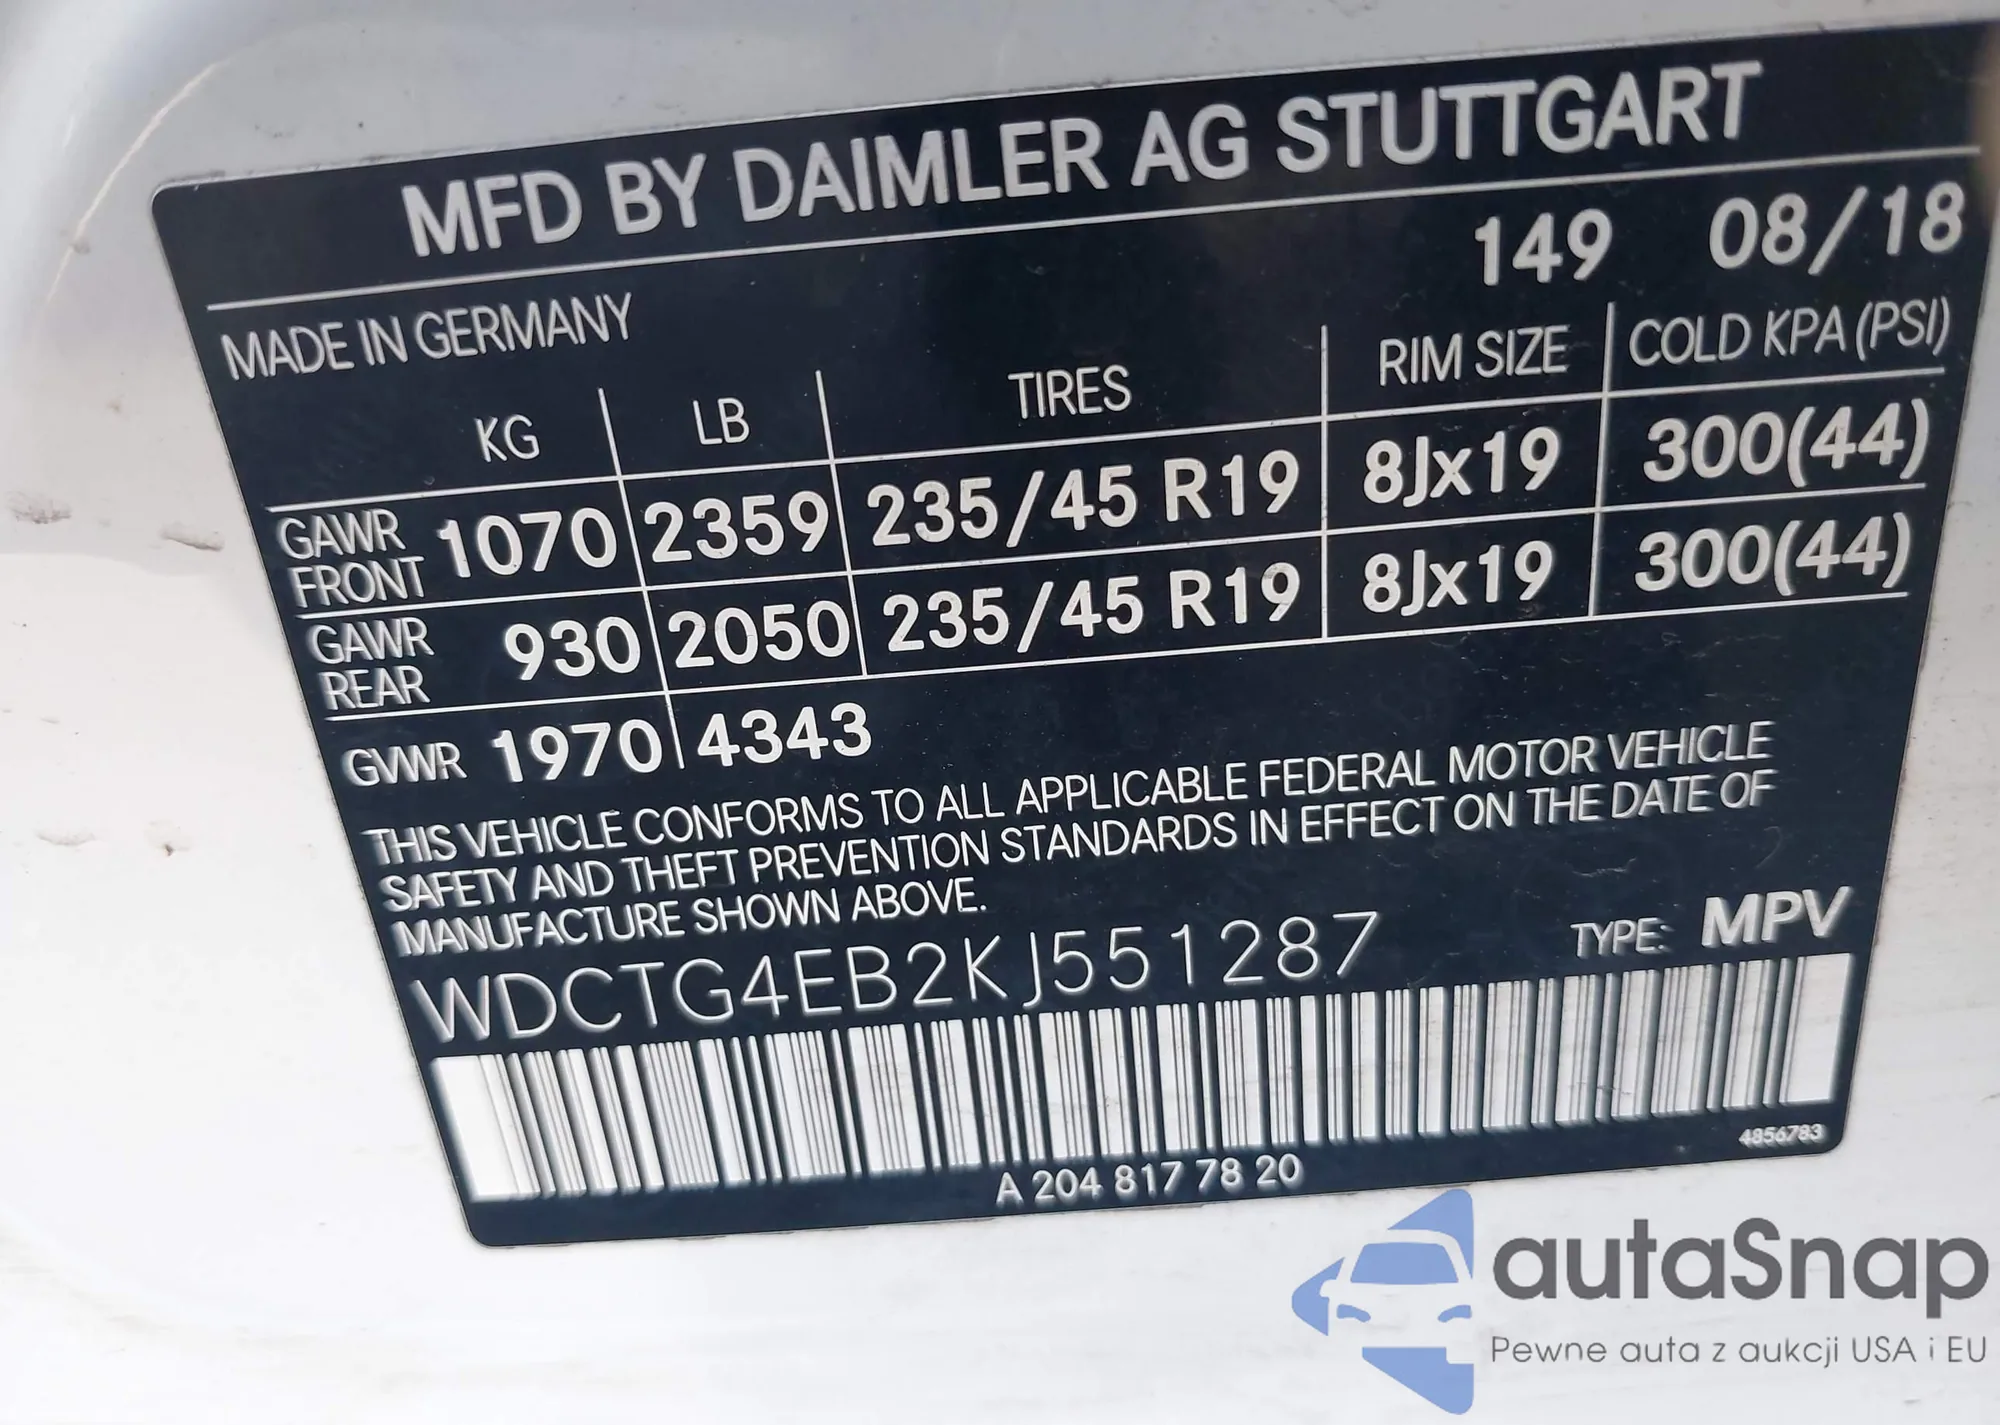 MFD BY DAIMLER AG STUTTGART
149 08/18
MADE IN GERMANY
KG LB TIRES RIM SIZE COLD KPA (PSI)
GAWR FRONT 1070 2359 235/45 R19 8Jx19 300(44)
GAWR REAR 930 2050 235/45 R19 8Jx19 300(44)
GVWR 1970 4343
THIS VEHICLE CONFORMS TO ALL APPLICABLE FEDERAL MOTOR VEHICLE
SAFETY AND THEFT PREVENTION STANDARDS IN EFFECT ON THE DATE OF
MANUFACTURE SHOWN ABOVE.
WDCTG4EB2KJ551287 TYPE: MPV
4856783
A 204 817 78 20
autaSnap
Pewne auta z aukcji USA i EU